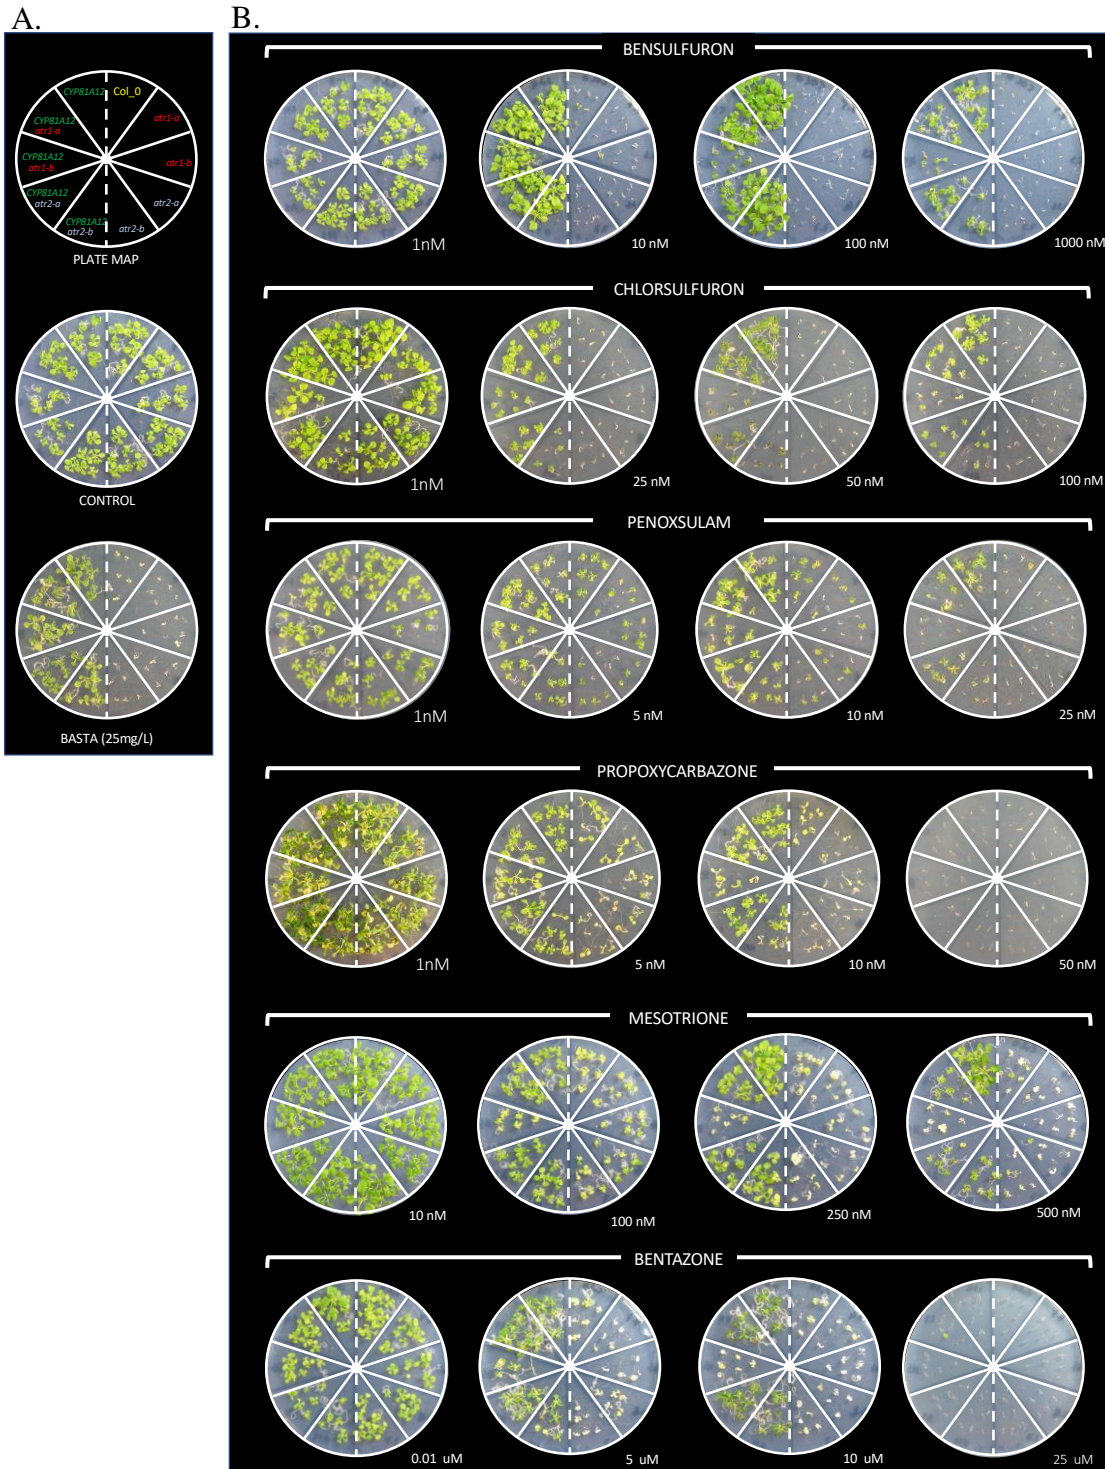 A.
B.
CYP81A12
Col_0
CYP81A12
atr1-a
atr1-a
CYP81A12
atr1-b
atr1-b
CYP81A12
atr2-a
atr2-a
CYP81A12
atr2-b
atr2-b
PLATE MAP
CONTROL
BASTA (25mg/L)
BENSULFURON
1nM
10 nM
100 nM
1000 nM
CHLORSULFURON
1nM
25 nM
50 nM
100 nM
PENOXSULAM
1nM
5 nM
10 nM
25 nM
PROPOXYCARBAZONE
1nM
5 nM
10 nM
50 nM
MESOTRIONE
10 nM
100 nM
250 nM
500 nM
BENTAZONE
0.01 uM
5 uM
10 uM
25 uM